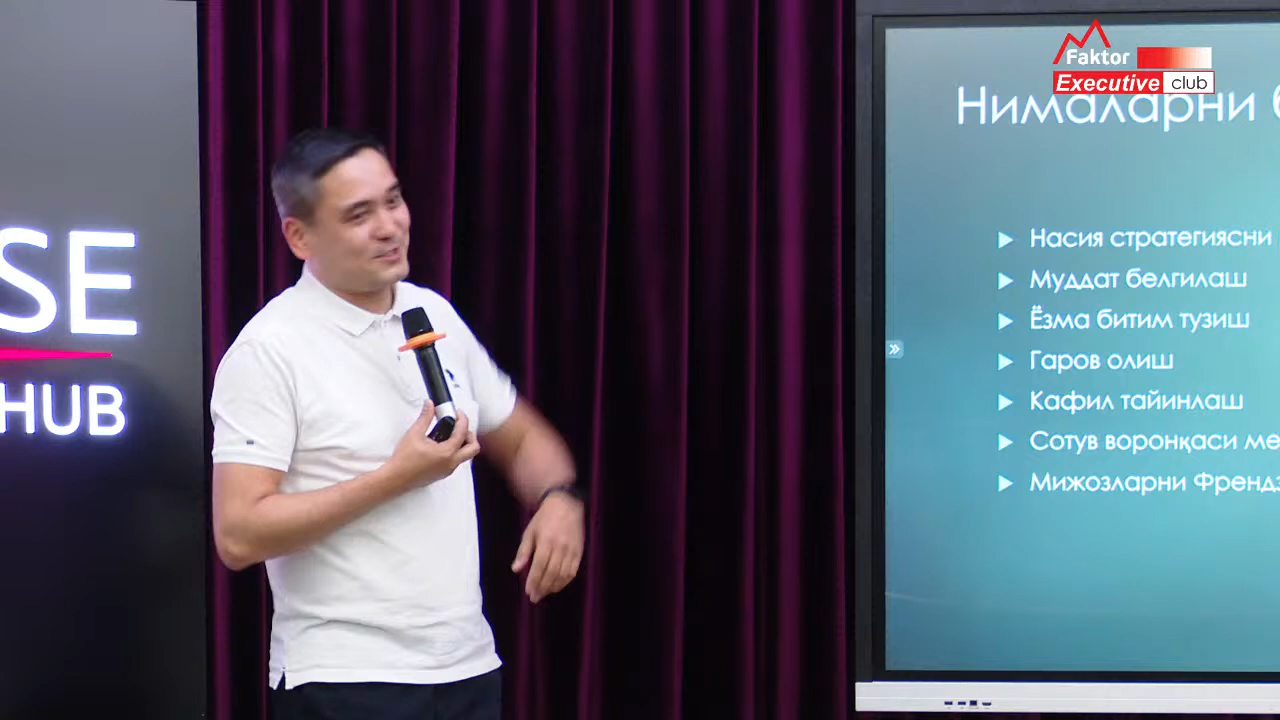 SE
HUB
Faktor
Executive club
Нималарни
Насия стратегиясни
Муддат белгилаш
Ёзма битим тузиш
Гаров олиш
Кафил тайинлаш
Сотув воронқаси
Мижозларни